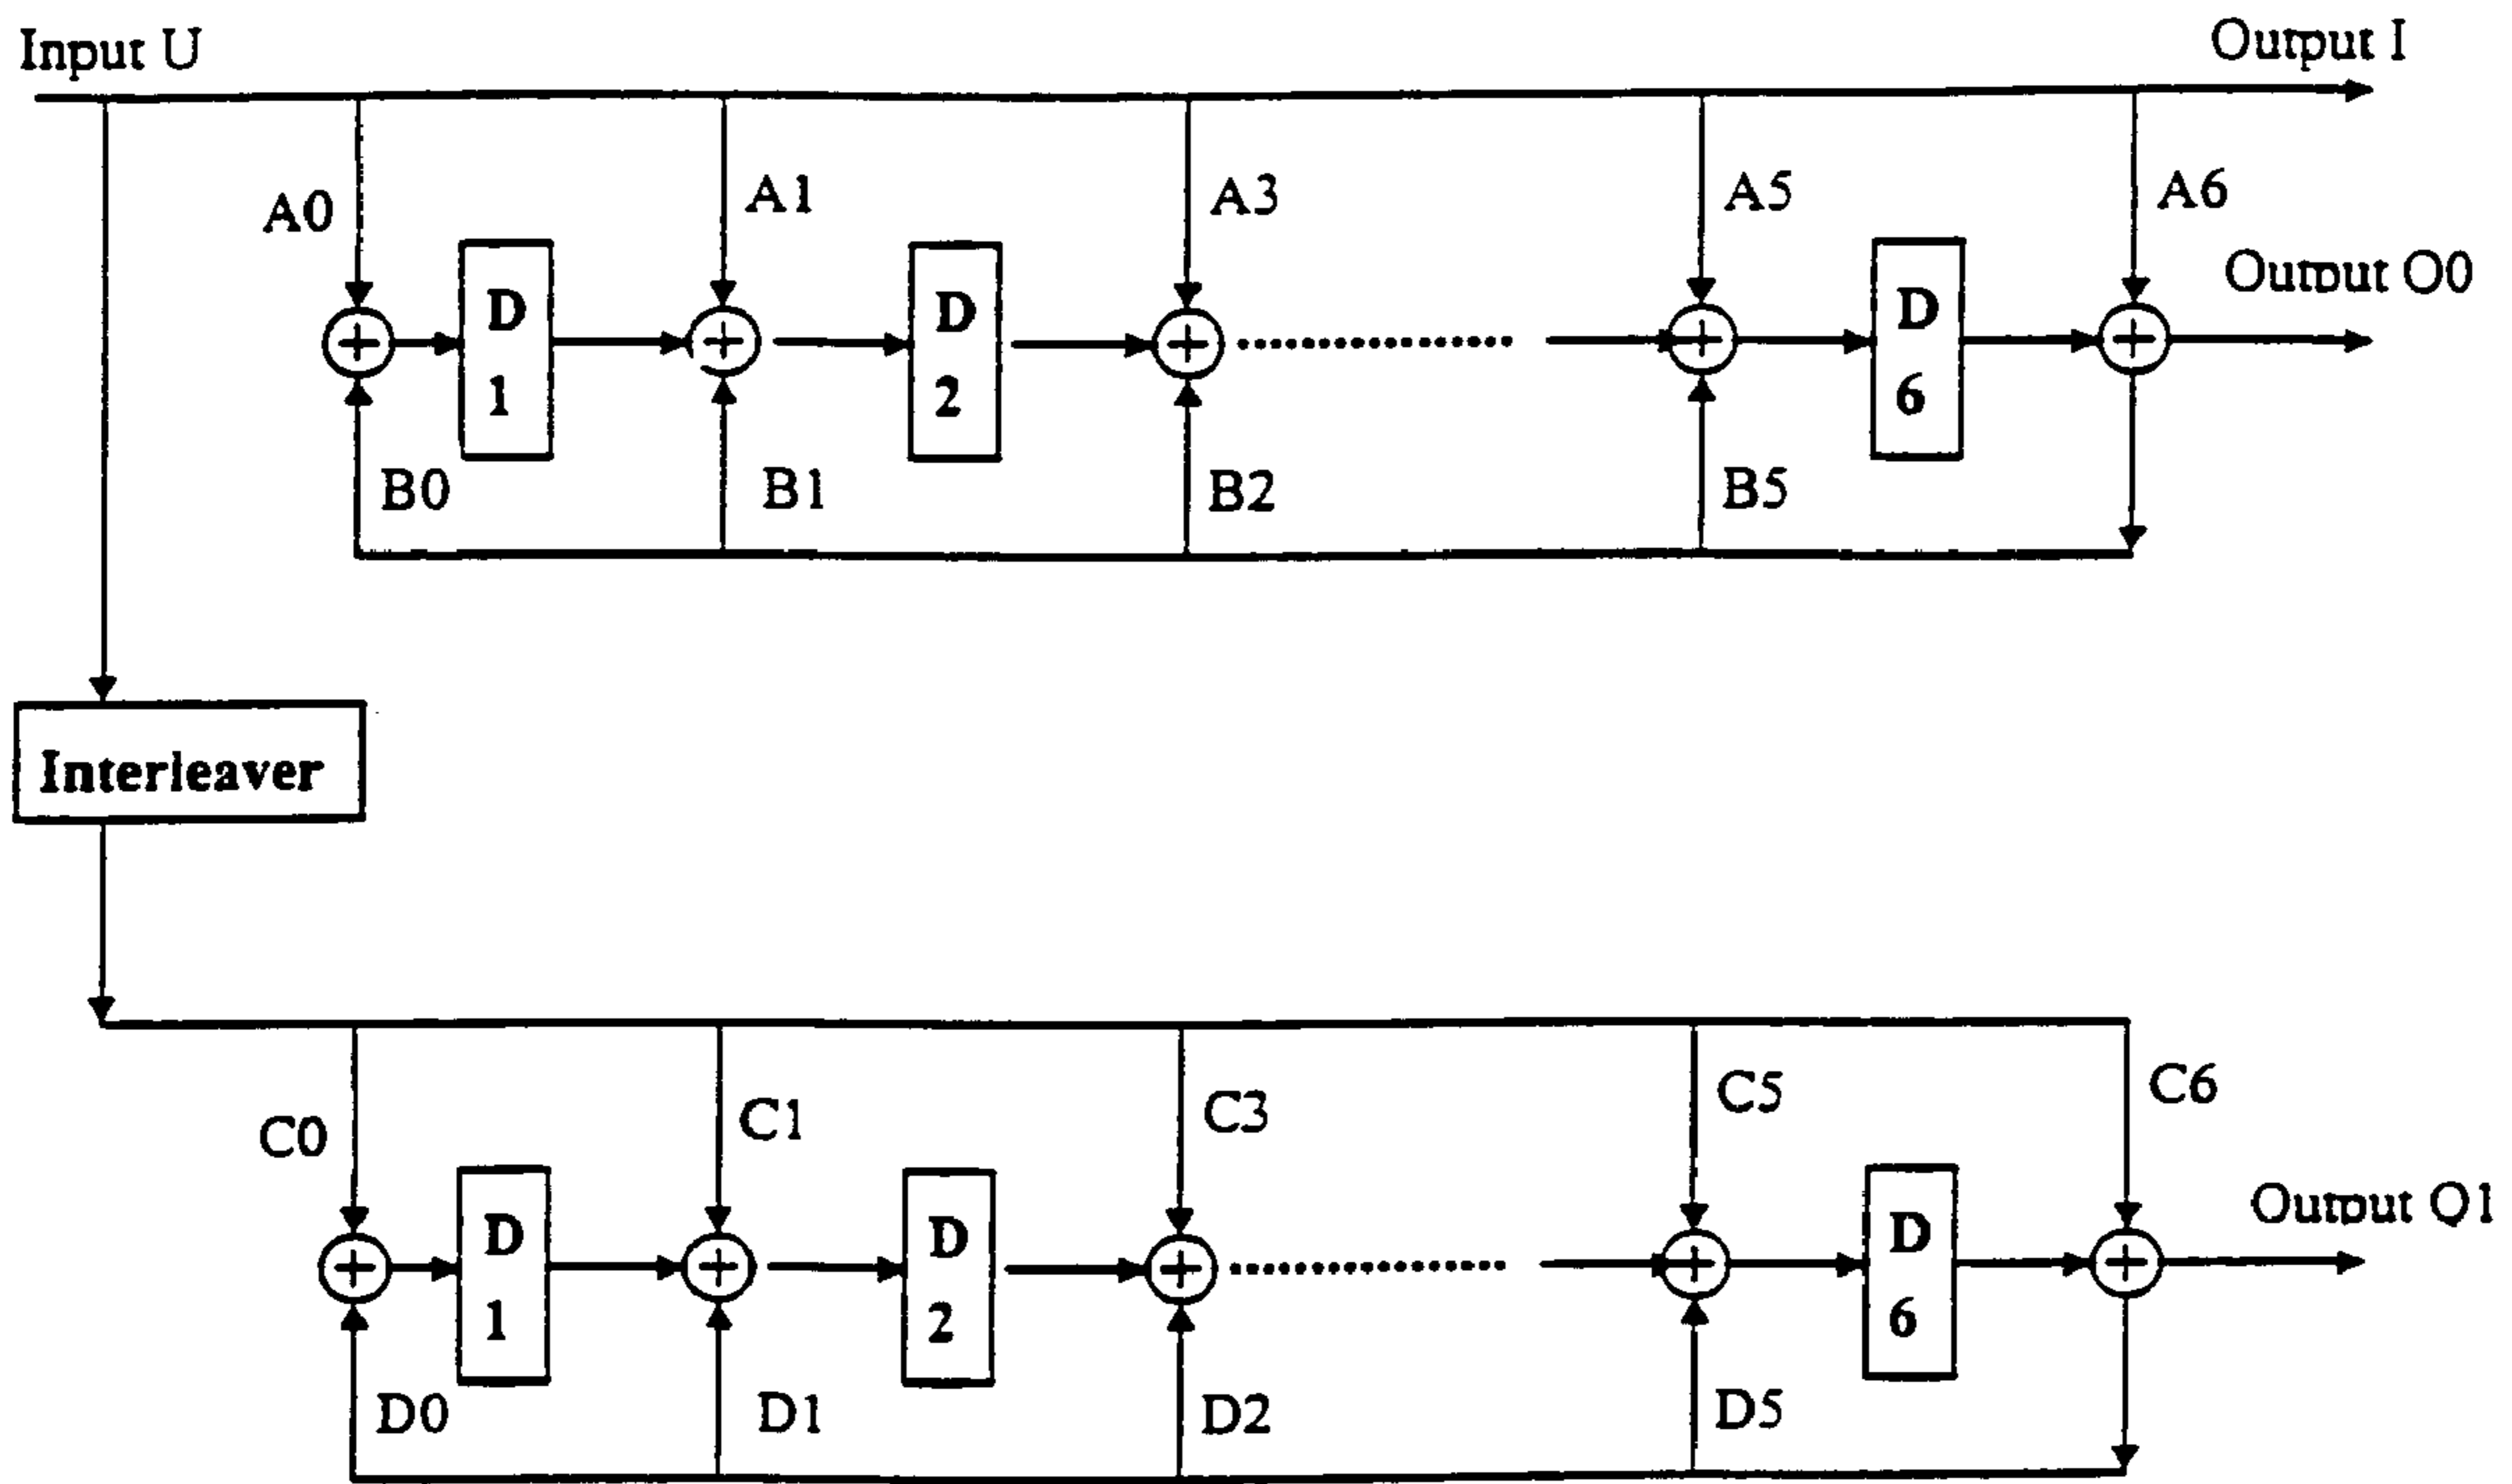 Input U
Output I
A0
A1
A3
A5
A6
Output O0
D
1
D
2
D
6
B0
B1
B2
B5
Interleaver
C0
C1
C3
C5
C6
Output O1
D
1
D
2
D
6
D0
D1
D2
D5